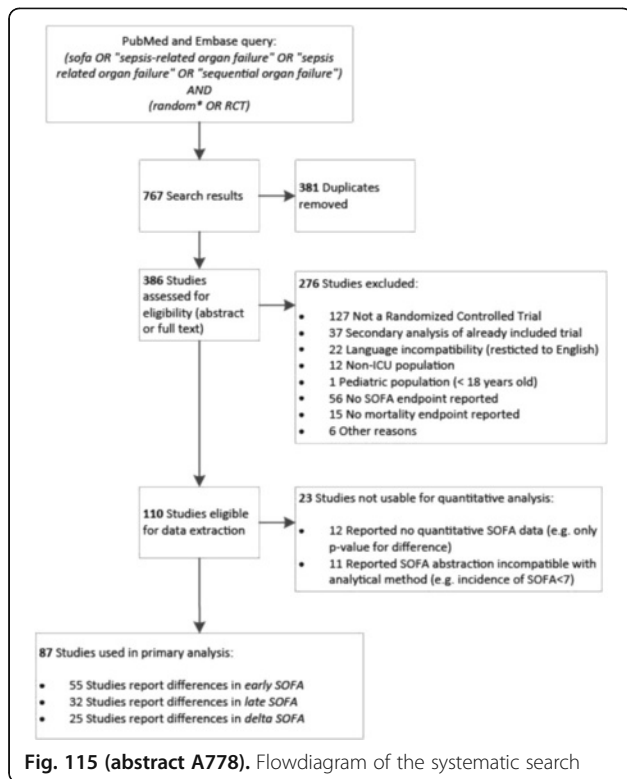 PubMed and Embase query:
(sofa OR "sepsis-related organ failure" OR "sepsis
related organ failure" OR "sequential organ failure")
AND
(random* OR RCT)
767 Search results
381 Duplicates
removed
386 Studies
assessed for
eligibility (abstract
or full text)
276 Studies excluded:
• 127 Not a Randomized Controlled Trial
• 37 Secondary analysis of already included trial
• 22 Language incompatibility (resticted to English)
• 12 Non-ICU population
• 1 Pediatric population (< 18 years old)
• 56 No SOFA endpoint reported
• 15 No mortality endpoint reported
• 6 Other reasons
110 Studies eligible
for data extraction
23 Studies not usable for quantitative analysis:
• 12 Reported no quantitative SOFA data (e.g. only
p-value for difference)
• 11 Reported SOFA abstraction incompatible with
analytical method (e.g. incidence of SOFA<7)
87 Studies used in primary analysis:
• 55 Studies report differences in early SOFA
• 32 Studies report differences in late SOFA
• 25 Studies report differences in delta SOFA
Fig. 115 (abstract A778). Flowdiagram of the systematic search